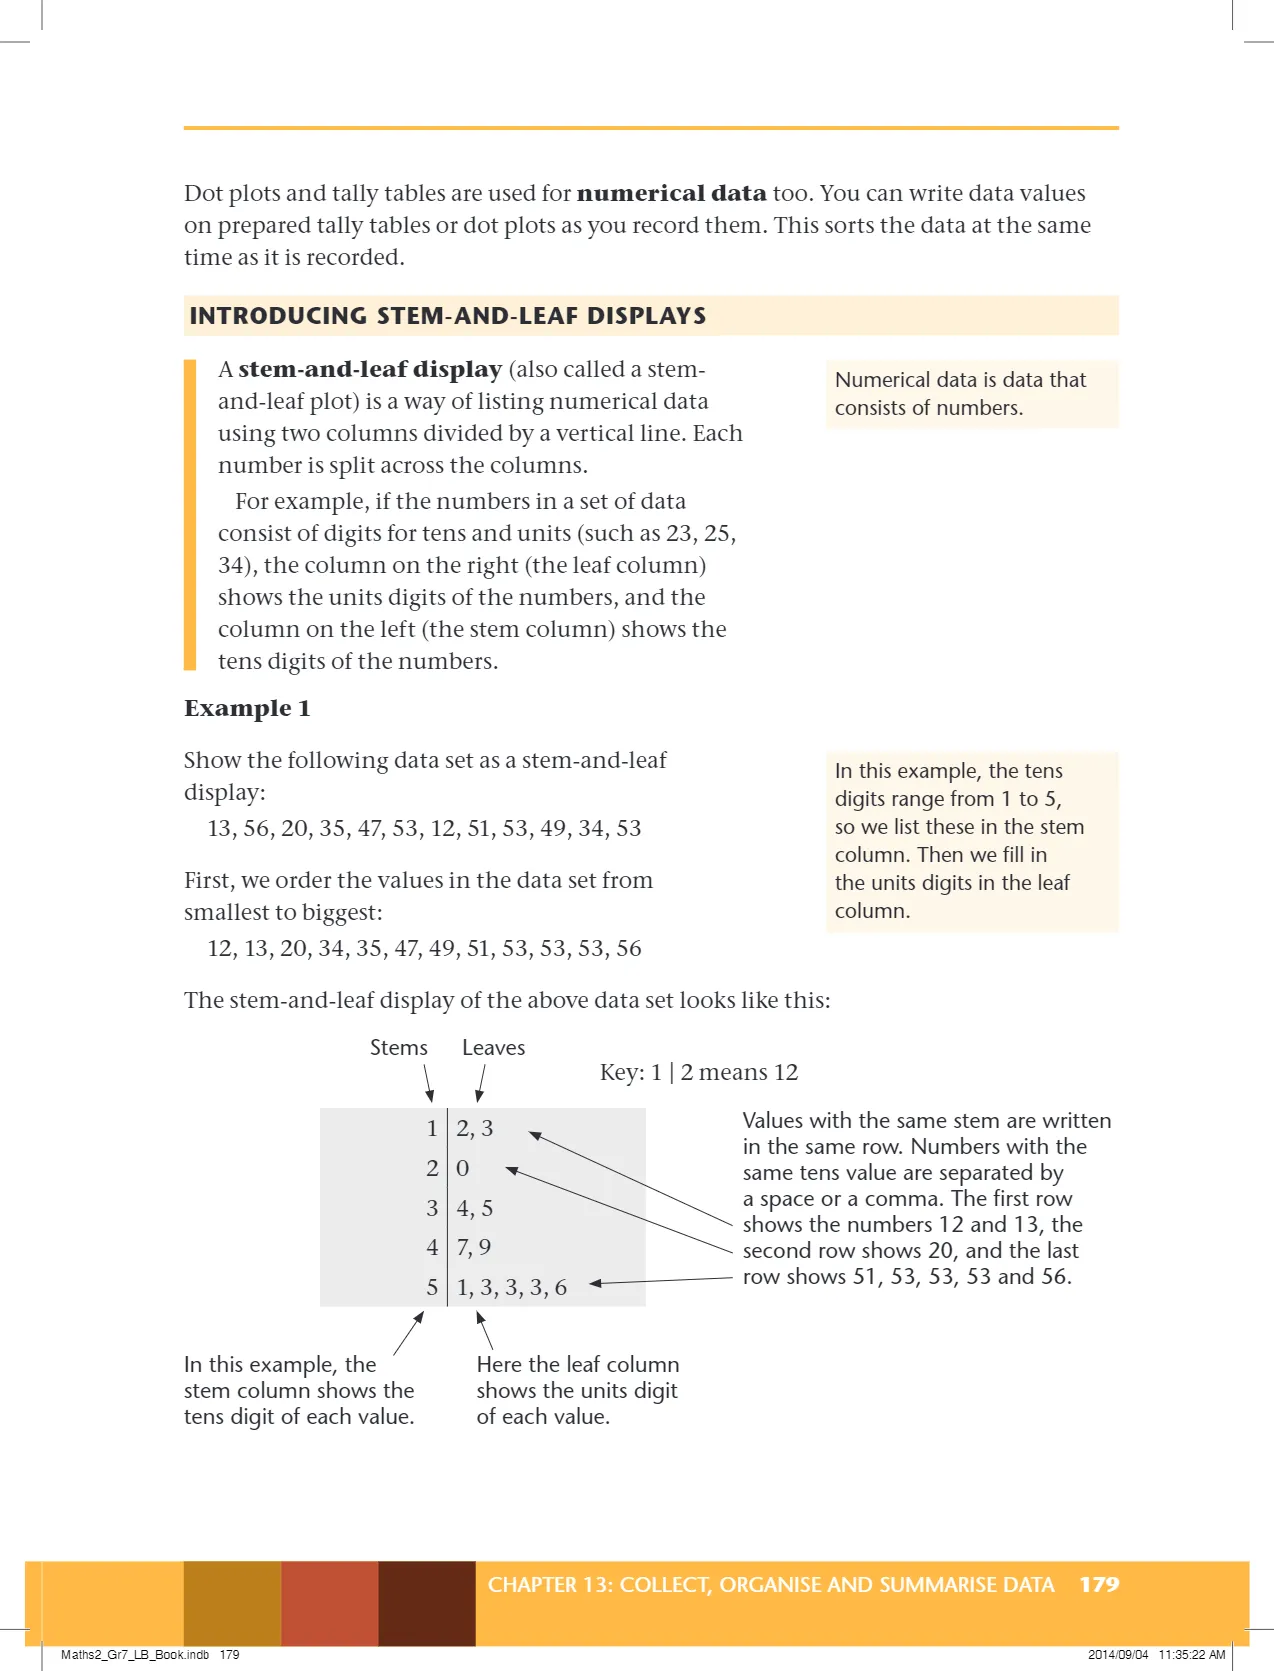 Dot plots and tally tables are used for numerical data too. You can write data values
on prepared tally tables or dot plots as you record them. This sorts the data at the same
time as it is recorded.
INTRODUCING STEM-AND-LEAF DISPLAYS
A stem-and-leaf display (also called a stem-
and-leaf plot) is a way of listing numerical data
using two columns divided by a vertical line. Each
number is split across the columns.
For example, if the numbers in a set of data
consist of digits for tens and units (such as 23, 25,
34), the column on the right (the leaf column)
shows the units digits of the numbers, and the
column on the left (the stem column) shows the
tens digits of the numbers.
Numerical data is data that
consists of numbers.
Example 1
Show the following data set as a stem-and-leaf
display:
13, 56, 20, 35, 47, 53, 12, 51, 53, 49, 34, 53
First, we order the values in the data set from
smallest to biggest:
12, 13, 20, 34, 35, 47, 49, 51, 53, 53, 53, 56
In this example, the tens
digits range from 1 to 5,
so we list these in the stem
column. Then we fill in
the units digits in the leaf
column.
The stem-and-leaf display of the above data set looks like this:
Stems Leaves
Key: 1 | 2 means 12
1 2, 3
2 0
3 4, 5
4 7, 9
5 1, 3, 3, 3, 6
Values with the same stem are written
in the same row. Numbers with the
same tens value are separated by
a space or a comma. The first row
shows the numbers 12 and 13, the
second row shows 20, and the last
row shows 51, 53, 53, 53 and 56.
In this example, the
stem column shows the
tens digit of each value.
Here the leaf column
shows the units digit
of each value.
CHAPTER 13: COLLECT, ORGANISE AND SUMMARISE DATA 179
Maths2_Gr7_LB_Book.indb 179
2014/09/04 11:35:22 AM